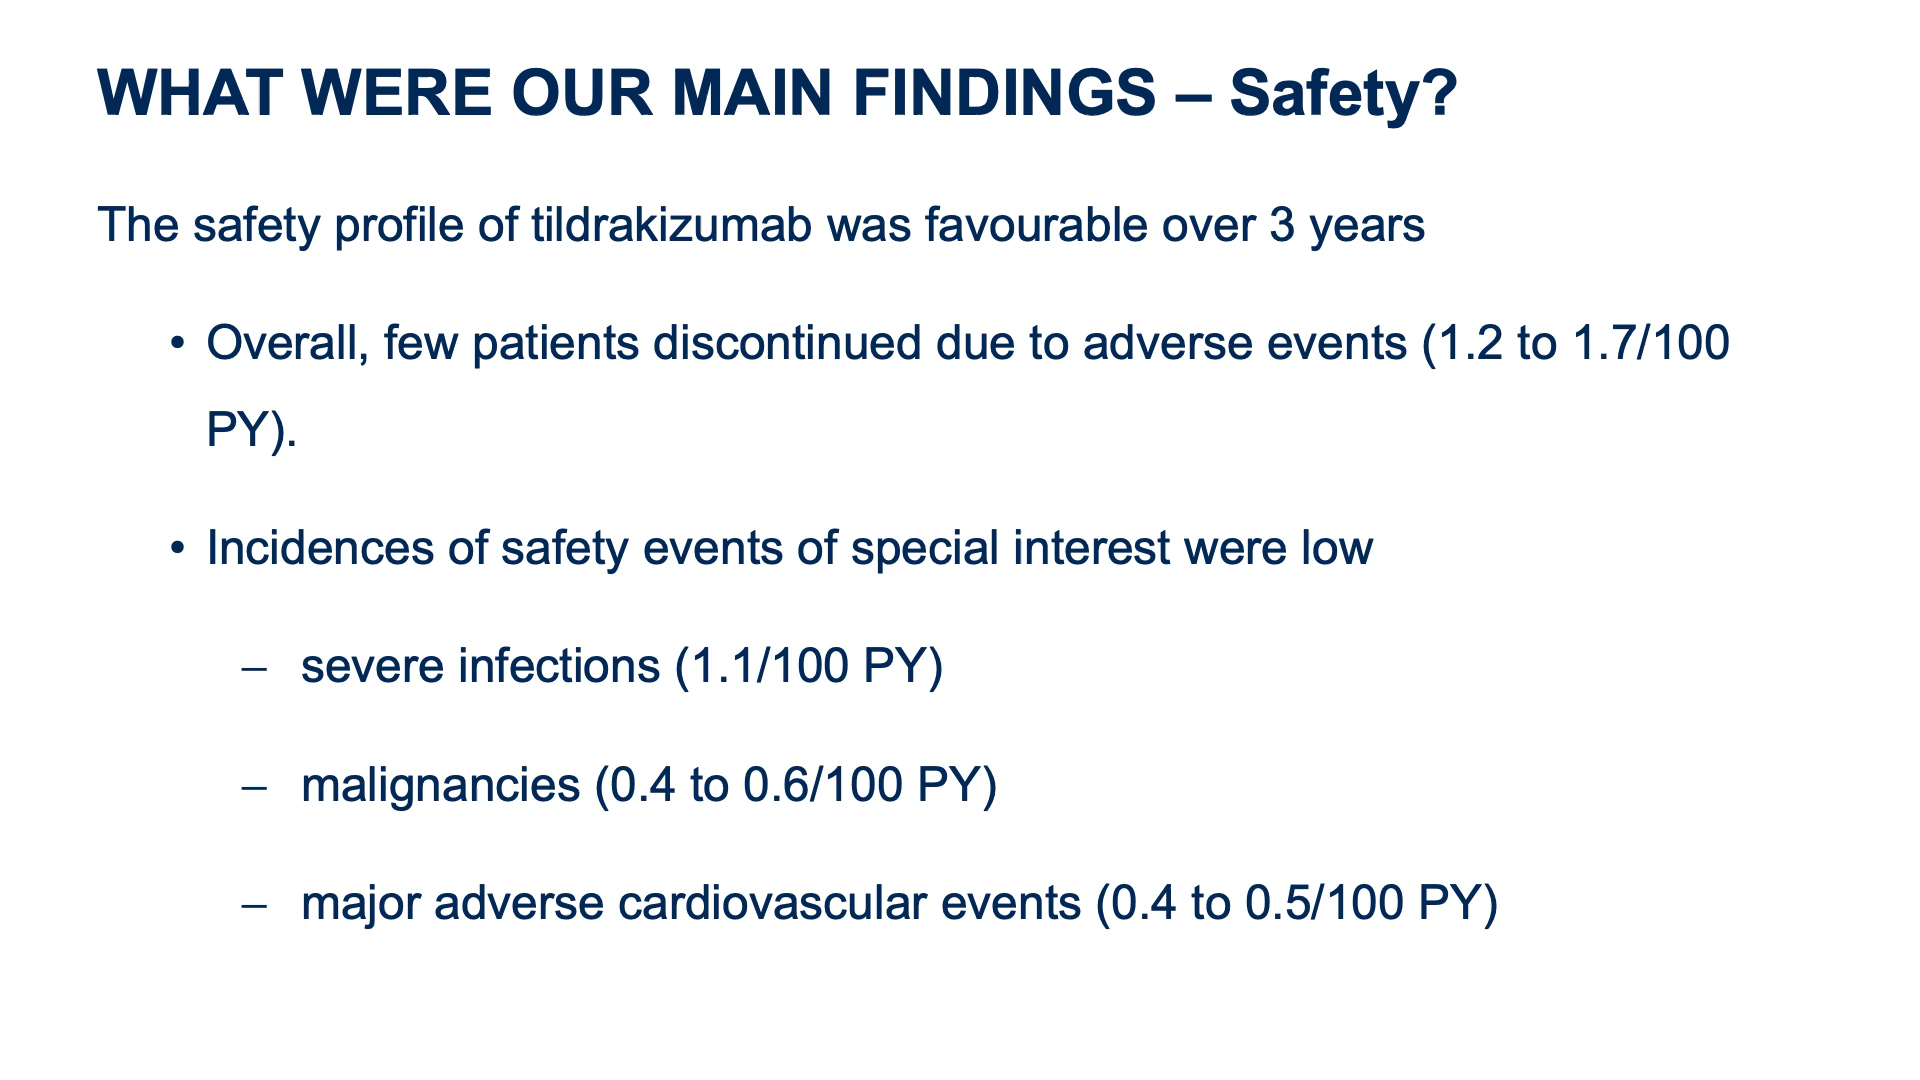 WHAT WERE OUR MAIN FINDINGS – Safety?
The safety profile of tildrakizumab was favourable over 3 years
• Overall, few patients discontinued due to adverse events (1.2 to 1.7/100
PY).
• Incidences of safety events of special interest were low
– severe infections (1.1/100 PY)
– malignancies (0.4 to 0.6/100 PY)
– major adverse cardiovascular events (0.4 to 0.5/100 PY)